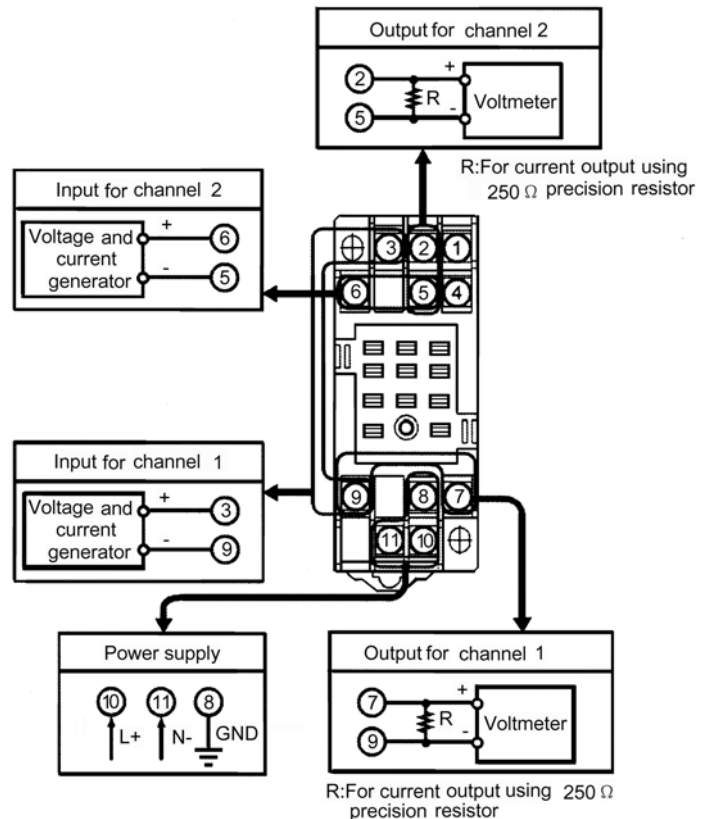 Output for channel 2
2
+
R
Voltmeter
5
-
R:For current output using
250 Ω precision resistor
Input for channel 2
Voltage and
current
generator
+
6
-
5
3
2
1
6
5
4
Input for channel 1
Voltage and
current
generator
+
3
-
9
9
8
7
11
10
Power supply
10
11
8
L+
N-
GND
Output for channel 1
7
+
R
Voltmeter
9
-
R:For current output using 250 Ω
precision resistor